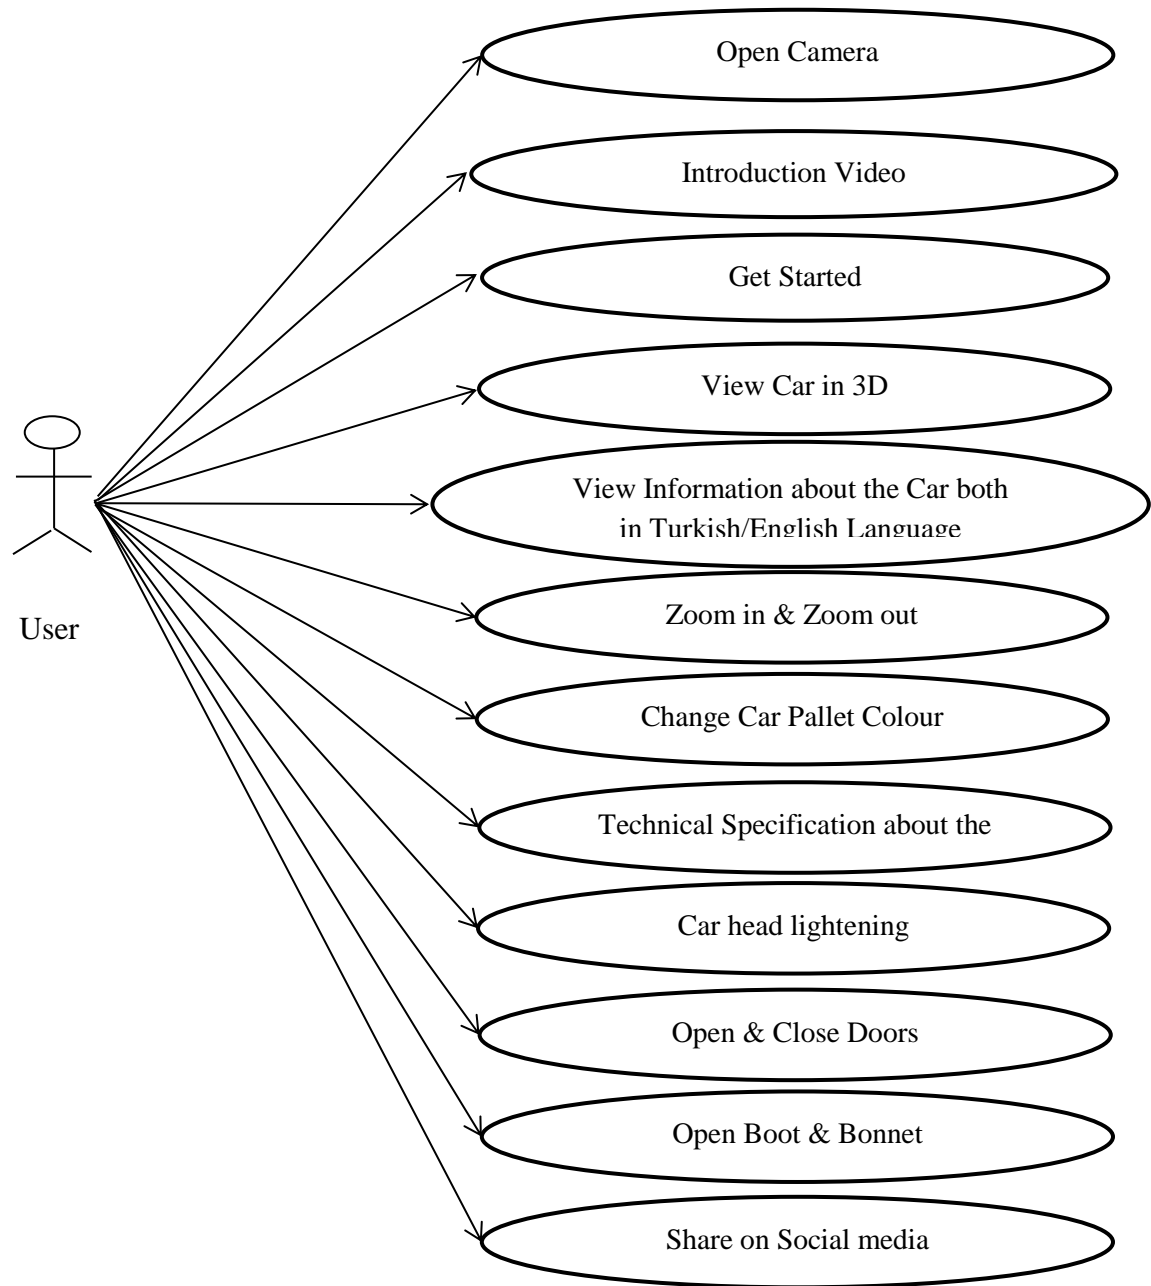 Open Camera
Introduction Video
Get Started
View Car in 3D
View Information about the Car both
in Turkish/English Language
User
Zoom in & Zoom out
Change Car Pallet Colour
Technical Specification about the
Car head lightening
Open & Close Doors
Open Boot & Bonnet
Share on Social media